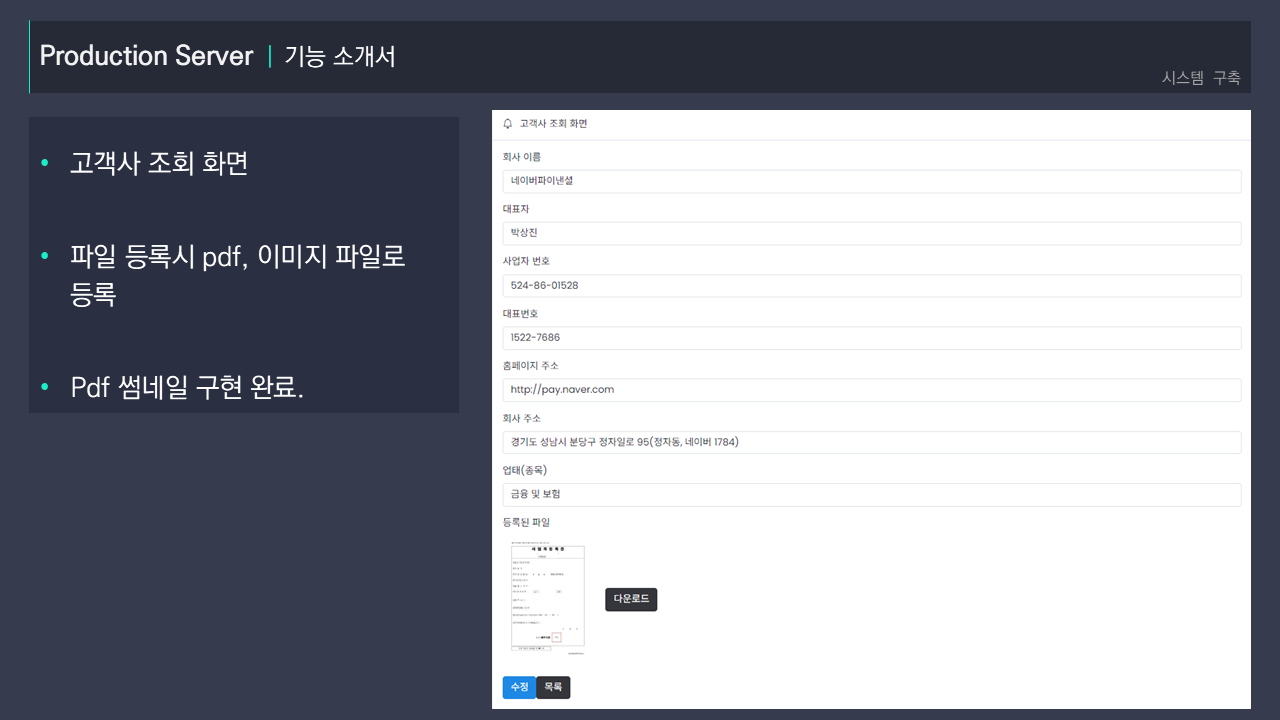 Production Server | 기능 소개서
시스템 구축
• 고객사 조회 화면
• 파일 등록시 pdf, 이미지 파일로
등록
• Pdf 썸네일 구현 완료.
고객사 조회 화면
회사 이름
네이버파이낸셜
대표자
박상진
사업자 번호
524-86-01528
대표번호
1522-7686
홈페이지 주소
http://pay.naver.com
회사 주소
경기도 성남시 분당구 정자일로 95(정자동, 네이버 1784)
업태(종목)
금융 및 보험
등록된 파일
다운로드
수정 목록